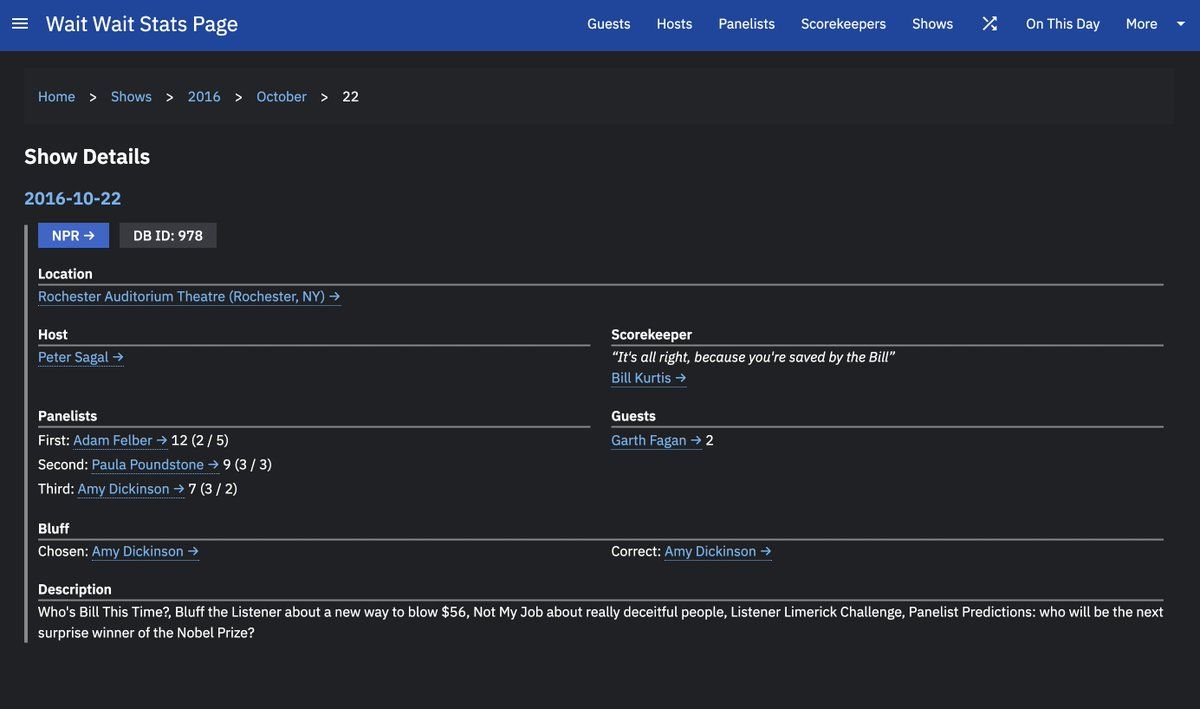 Wait Wait Stats Page
Guests Hosts Panelists Scorekeepers Shows On This Day More
Home > Shows > 2016 > October > 22
Show Details
2016-10-22
NPR → DB ID: 978
Location
Rochester Auditorium Theatre (Rochester, NY) →
Host
Peter Sagal →
Scorekeeper
“It's all right, because you're saved by the Bill”
Bill Kurtis →
Panelists
First: Adam Felber → 12 (2 / 5)
Second: Paula Poundstone → 9 (3 / 3)
Third: Amy Dickinson → 7 (3 / 2)
Guests
Garth Fagan → 2
Bluff
Chosen: Amy Dickinson →
Correct: Amy Dickinson →
Description
Who's Bill This Time?, Bluff the Listener about a new way to blow $56, Not My Job about really deceitful people, Listener Limerick Challenge, Panelist Predictions: who will be the next
surprise winner of the Nobel Prize?